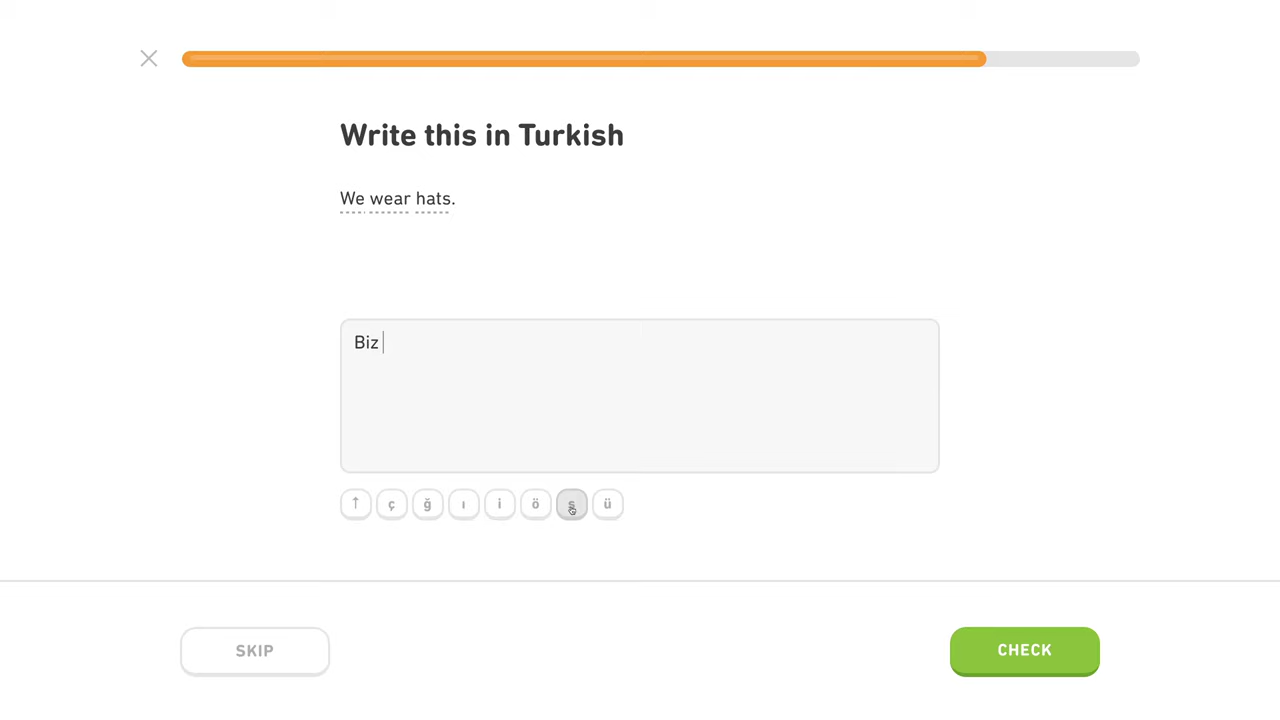 Write this in Turkish
We wear hats.
Biz
↑ ç ğ ı i ö ş ü
SKIP
CHECK